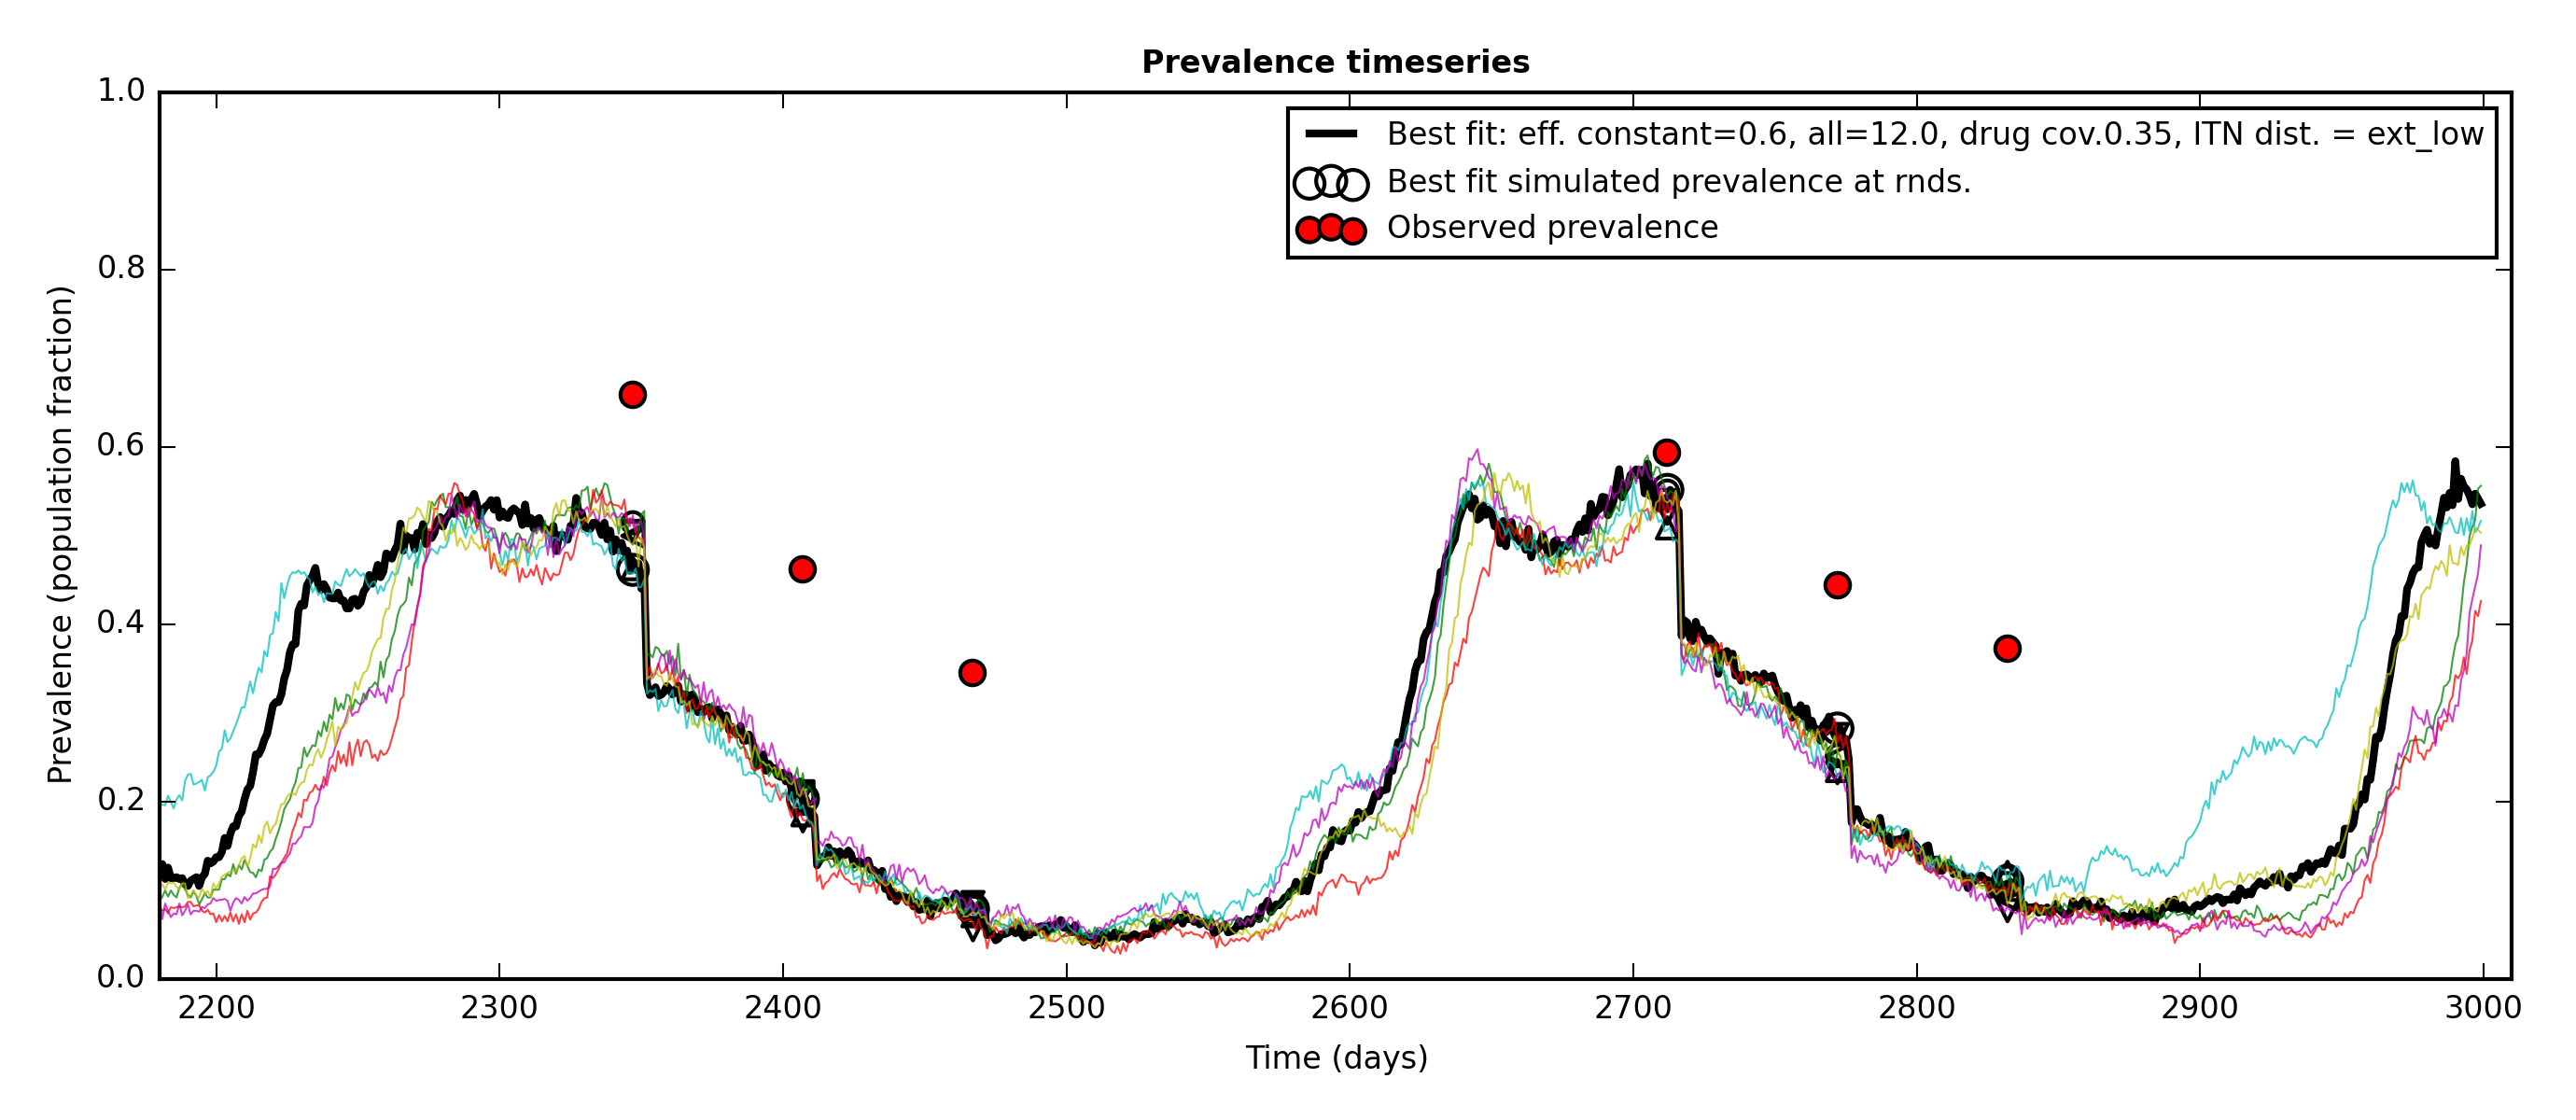 Prevalence timeseries
Best fit: eff. constant=0.6, all=12.0, drug cov.0.35, ITN dist. = ext_low
Best fit simulated prevalence at rnds.
Observed prevalence
Prevalence (population fraction)
1.0
0.8
0.6
0.4
0.2
0.0
2200 2300 2400 2500 2600 2700 2800 2900 3000
Time (days)